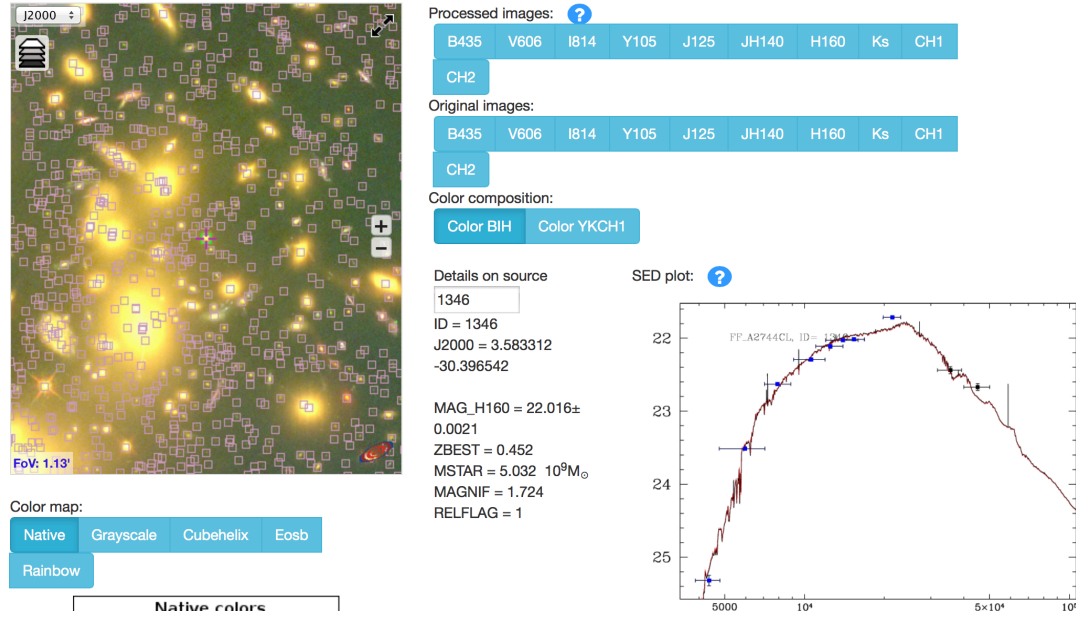 J2000
+
−
FoV: 1.13'
Color map:
Native Grayscale Cubehelix Eosb
Rainbow
Native colors
Processed images: ?
B435 V606 I814 Y105 J125 JH140 H160 Ks CH1
CH2
Original images:
B435 V606 I814 Y105 J125 JH140 H160 Ks CH1
CH2
Color composition:
Color BIH Color YKCH1
Details on source
1346
ID = 1346
J2000 = 3.583312
-30.396542
MAG_H160 = 22.016±
0.0021
ZBEST = 0.452
MSTAR = 5.032 10⁹M☉
MAGNIF = 1.724
RELFLAG = 1
SED plot: ?
FF_A2744CL, ID=
22
23
24
25
5000 10⁴ 5×10⁴ 10⁵